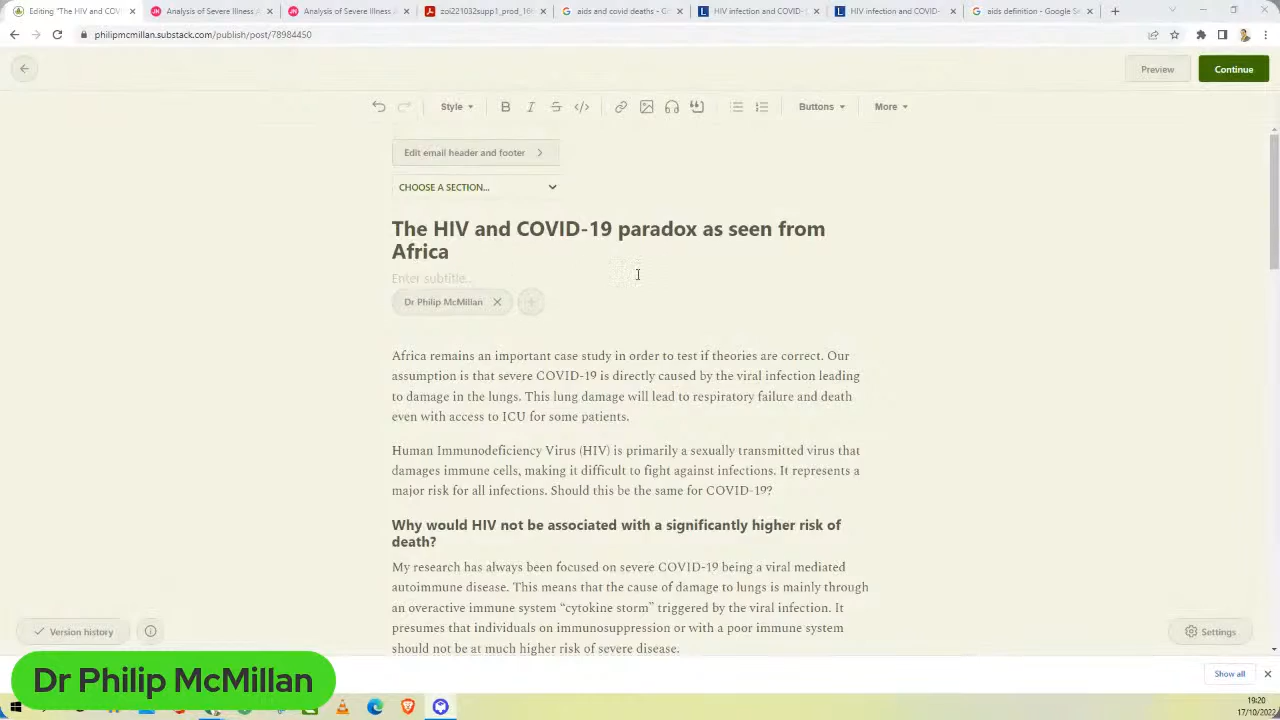 Editing "The HIV and COVID
Analysis of Severe Illness A
Analysis of Severe Illness A
zoi221032supp1_prod_16
aids and covid deaths - Go
HIV infection and COVID-1
HIV infection and COVID-
aids definition - Google Se
philipmcmillan.substack.com/publish/post/78984450
Preview
Continue
Style
B
I
S
</>
Buttons
More
Edit email header and footer
CHOOSE A SECTION...
The HIV and COVID-19 paradox as seen from
Africa
Enter subtitle...
Dr Philip McMillan
Africa remains an important case study in order to test if theories are correct. Our
assumption is that severe COVID-19 is directly caused by the viral infection leading
to damage in the lungs. This lung damage will lead to respiratory failure and death
even with access to ICU for some patients.
Human Immunodeficiency Virus (HIV) is primarily a sexually transmitted virus that
damages immune cells, making it difficult to fight against infections. It represents a
major risk for all infections. Should this be the same for COVID-19?
Why would HIV not be associated with a significantly higher risk of
death?
My research has always been focused on severe COVID-19 being a viral mediated
autoimmune disease. This means that the cause of damage to lungs is mainly through
an overactive immune system “cytokine storm” triggered by the viral infection. It
presumes that individuals on immunosuppression or with a poor immune system
should not be at much higher risk of severe disease.
Version history
Settings
Dr Philip McMillan
Show all
19:20
17/10/2022